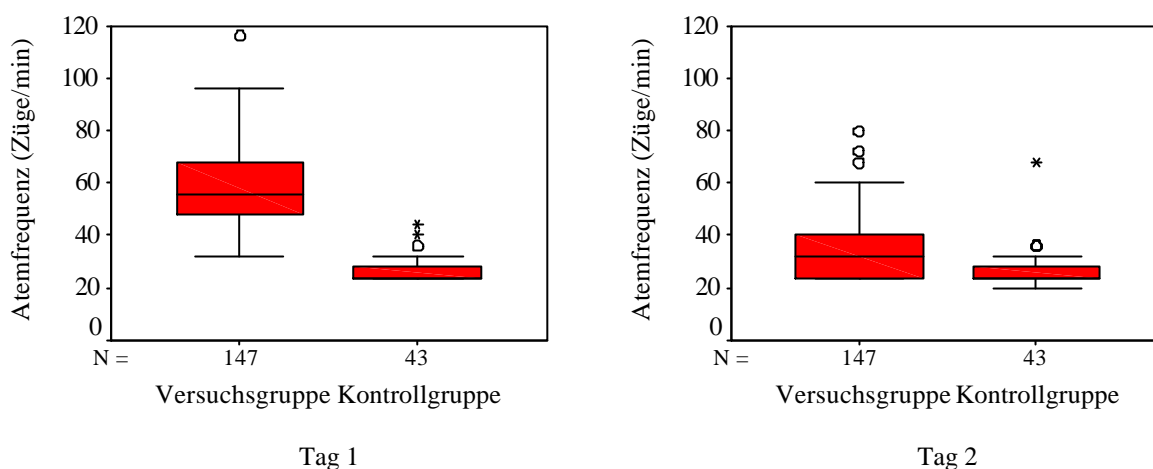 Atemfrequenz (Züge/min)
120
100
80
60
40
20
0
N =
147
43
Versuchsgruppe Kontrollgruppe
Tag 1
Atemfrequenz (Züge/min)
120
100
80
60
40
20
0
N =
147
43
Versuchsgruppe Kontrollgruppe
Tag 2